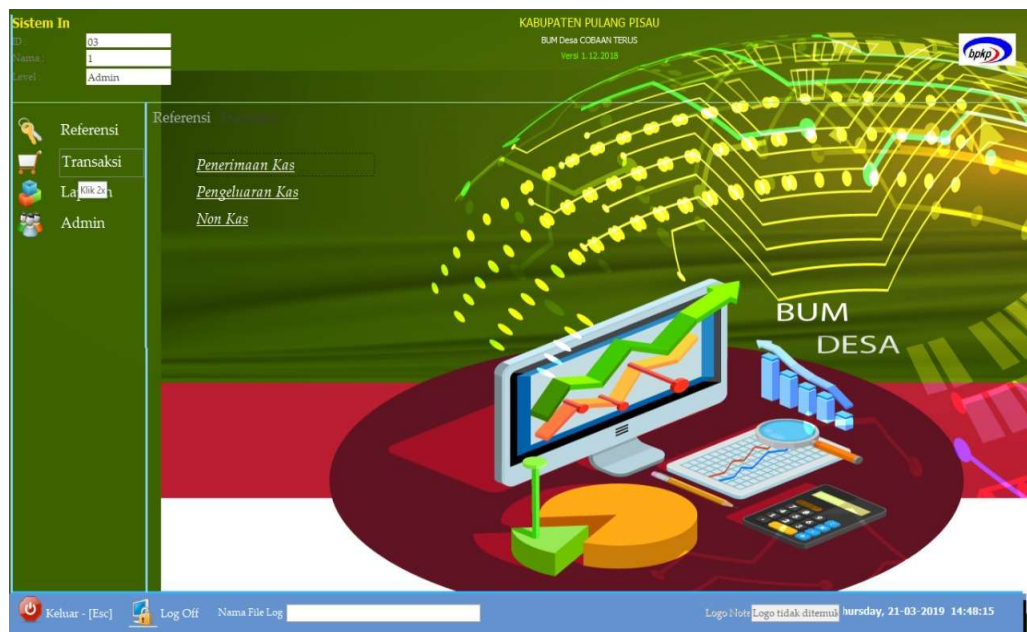 Sistem In
KABUPATEN PULANG PISAU
BUM Desa COBAAN TERUS
Versi 1.12.2018
bpkp
ID
03
Nama :
1
Level :
Admin
Referensi
Referensi
Transaksi
Klik 2x
Admin
Penerimaan Kas
Pengeluaran Kas
Non Kas
BUM
DESA
Keluar - [Esc]
Log Off
Nama File Log
Logo Note
Logo tidak ditemuk
hursday, 21-03-2019 14:48:15